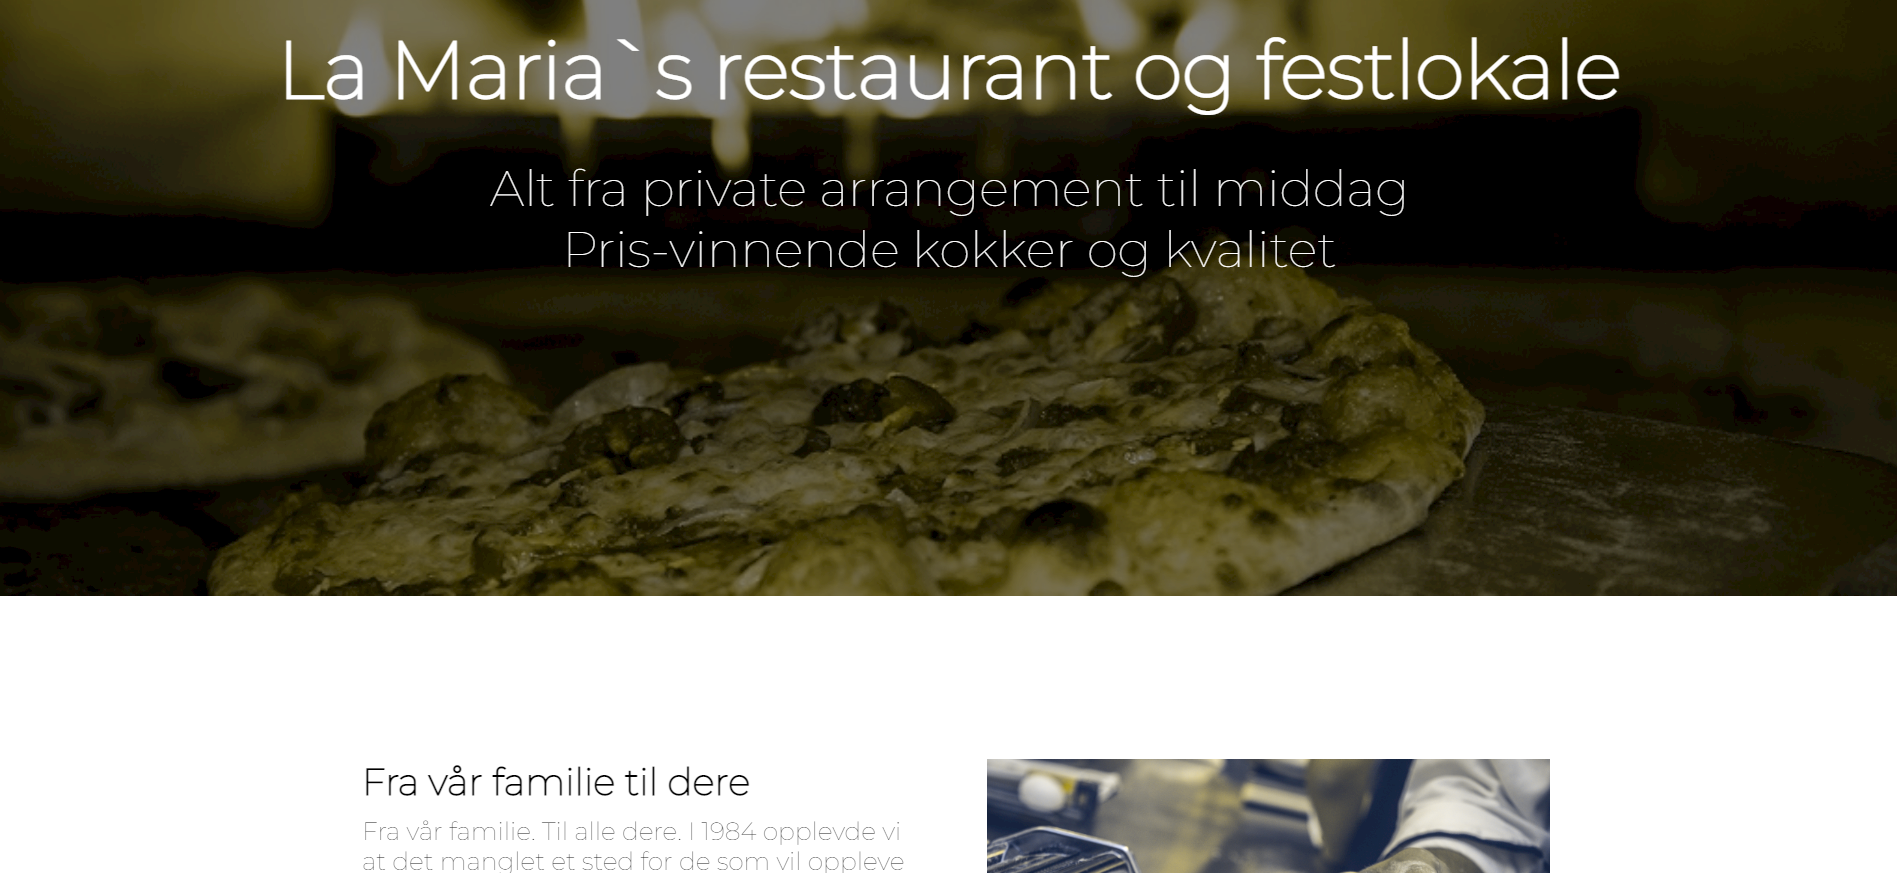 La Maria`s restaurant og festlokale
Alt fra private arrangement til middag
Pris-vinnende kokker og kvalitet
Fra vår familie til dere
Fra vår familie. Til alle dere. I 1984 opplevde vi
at det manglet et sted for de som vil oppleve